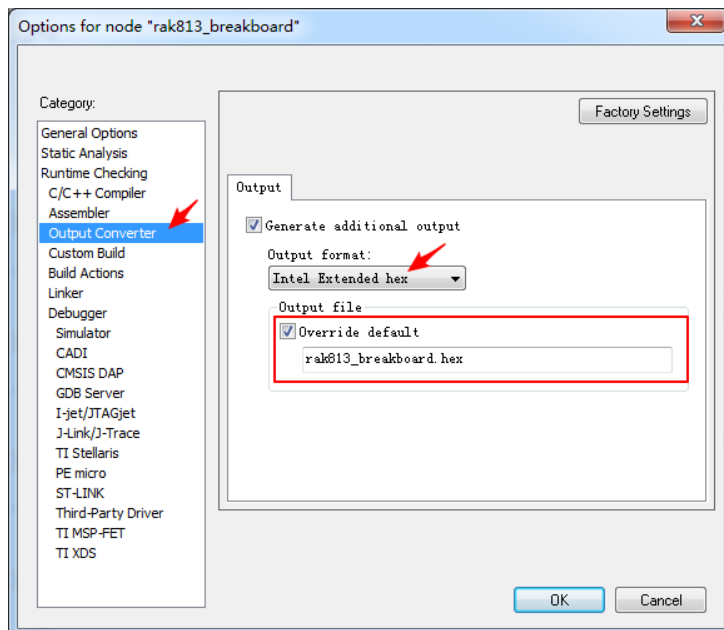 Options for node "rak813_breakboard"
Category:
Factory Settings
General Options
Static Analysis
Runtime Checking
C/C++ Compiler
Assembler
Output Converter
Custom Build
Build Actions
Linker
Debugger
Simulator
CADI
CMSIS DAP
GDB Server
I-jet/JTAGjet
J-Link/J-Trace
TI Stellaris
PE micro
ST-LINK
Third-Party Driver
TI MSP-FET
TI XDS
Output
Generate additional output
Output format:
Intel Extended hex
Output file
Override default
rak813_breakboard.hex
OK
Cancel